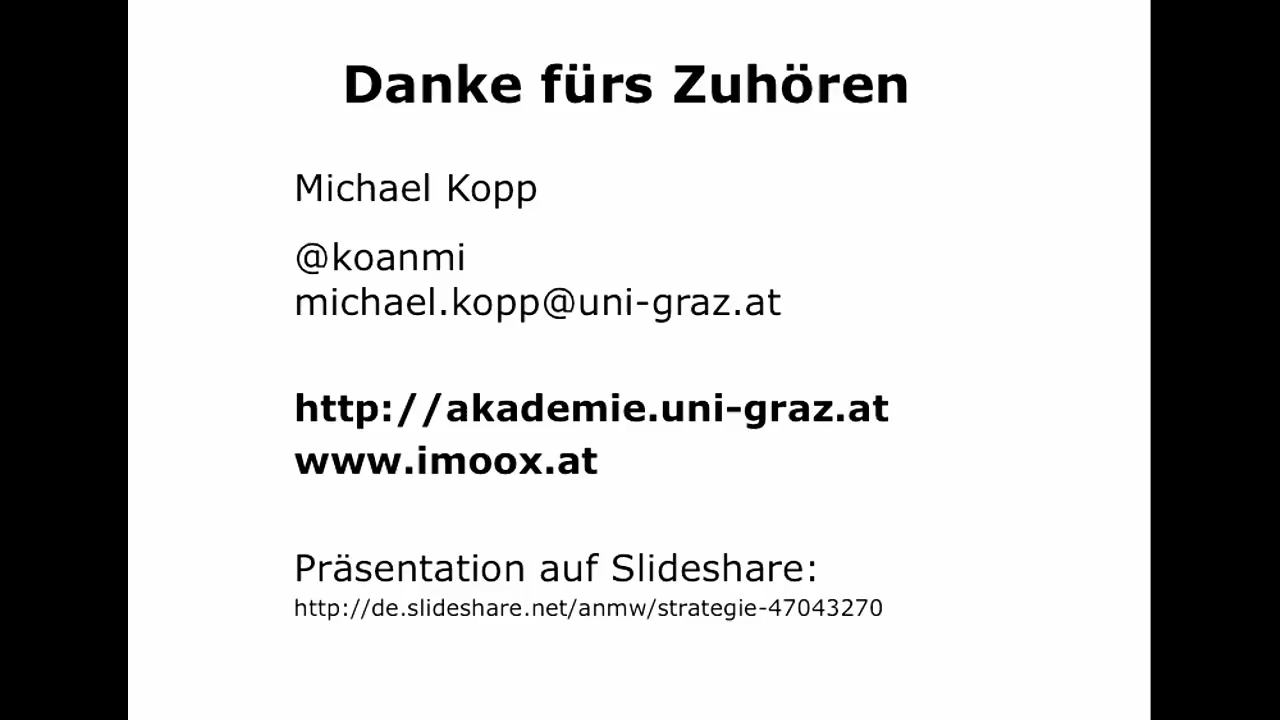 Danke fürs Zuhören
Michael Kopp
@koanmi
michael.kopp@uni-graz.at
http://akademie.uni-graz.at
www.imoox.at
Präsentation auf Slideshare:
http://de.slideshare.net/anmw/strategie-47043270